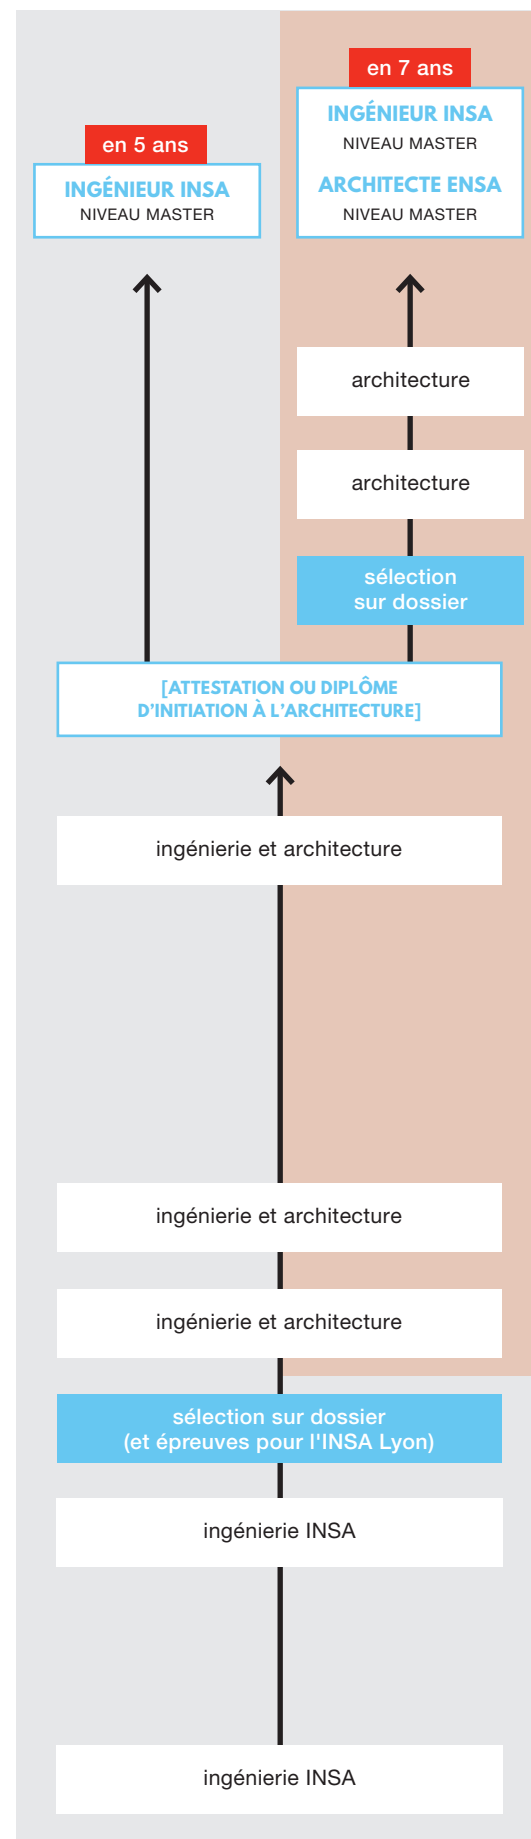 en 7 ans
INGÉNIEUR INSA
NIVEAU MASTER
ARCHITECTE ENSA
NIVEAU MASTER
en 5 ans
INGÉNIEUR INSA
NIVEAU MASTER
architecture
architecture
sélection
sur dossier
[ATTESTATION OU DIPLÔME
D'INITIATION À L'ARCHITECTURE]
ingénierie et architecture
ingénierie et architecture
ingénierie et architecture
sélection sur dossier
(et épreuves pour l'INSA Lyon)
ingénierie INSA
ingénierie INSA